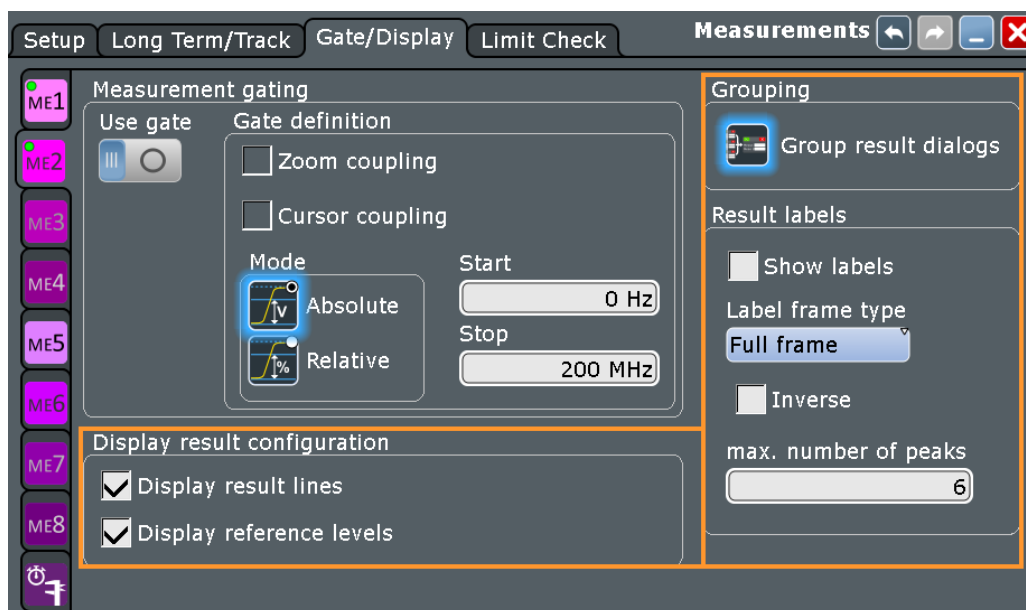 Setup Long Term/Track Gate/Display Limit Check Measurements
ME1
ME2
ME3
ME4
ME5
ME6
ME7
ME8
Measurement gating
Use gate
Gate definition
Zoom coupling
Cursor coupling
Mode
V Absolute
% Relative
Start
0 Hz
Stop
200 MHz
Display result configuration
Display result lines
Display reference levels
Grouping
Group result dialogs
Result labels
Show labels
Label frame type
Full frame
Inverse
max. number of peaks
6